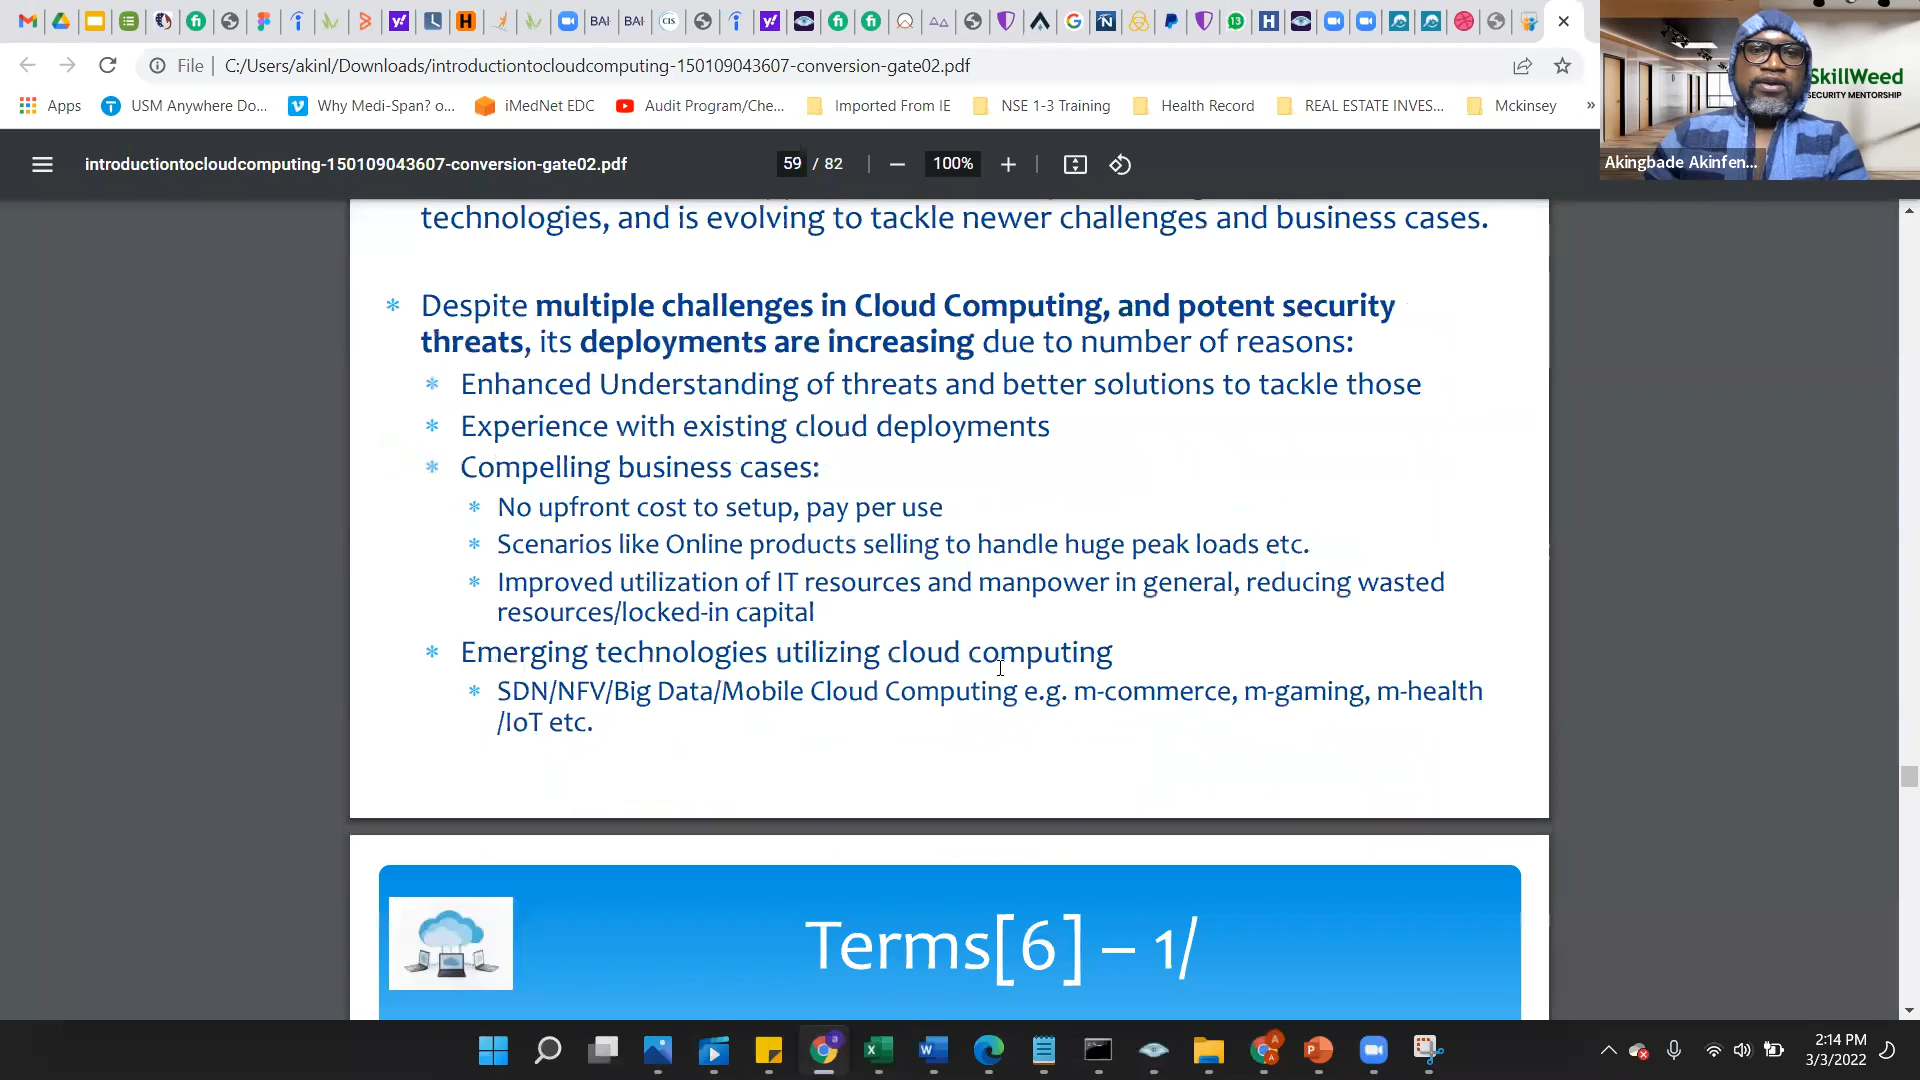 BAI
BAI
CIS
13
File
C:/Users/akinl/Downloads/introductiontocloudcomputing-150109043607-conversion-gate02.pdf
Apps
USM Anywhere Do...
Why Medi-Span? o...
iMedNet EDC
Audit Program/Che...
Imported From IE
NSE 1-3 Training
Health Record
REAL ESTATE INVES...
Mckinsey
»
SkillWeed
SECURITY MENTORSHIP
Akingbade Akinfen...
introductiontocloudcomputing-150109043607-conversion-gate02.pdf
59 / 82
100%
technologies, and is evolving to tackle newer challenges and business cases.
* Despite multiple challenges in Cloud Computing, and potent security
threats, its deployments are increasing due to number of reasons:
* Enhanced Understanding of threats and better solutions to tackle those
* Experience with existing cloud deployments
* Compelling business cases:
* No upfront cost to setup, pay per use
* Scenarios like Online products selling to handle huge peak loads etc.
* Improved utilization of IT resources and manpower in general, reducing wasted
resources/locked-in capital
* Emerging technologies utilizing cloud computing
* SDN/NFV/Big Data/Mobile Cloud Computing e.g. m-commerce, m-gaming, m-health
/IoT etc.
Terms[6] – 1/
2:14 PM
3/3/2022